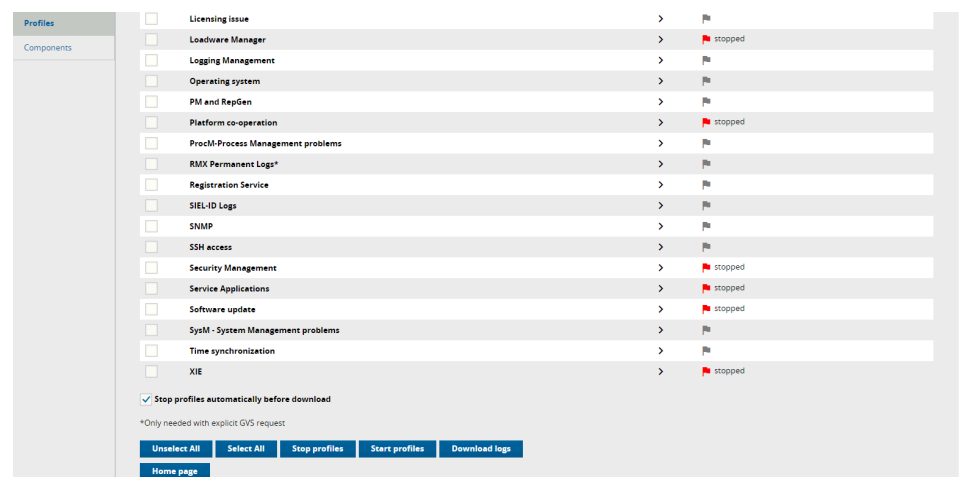 Profiles
Components
Licensing issue
Loadware Manager stopped
Logging Management
Operating system
PM and RepGen
Platform co-operation stopped
ProcM-Process Management problems
RMX Permanent Logs*
Registration Service
SIEL-ID Logs
SNMP
SSH access
Security Management stopped
Service Applications stopped
Software update stopped
SysM - System Management problems
Time synchronization
XIE stopped
Stop profiles automatically before download
*Only needed with explicit GVS request
Unselect All Select All Stop profiles Start profiles Download logs
Home page